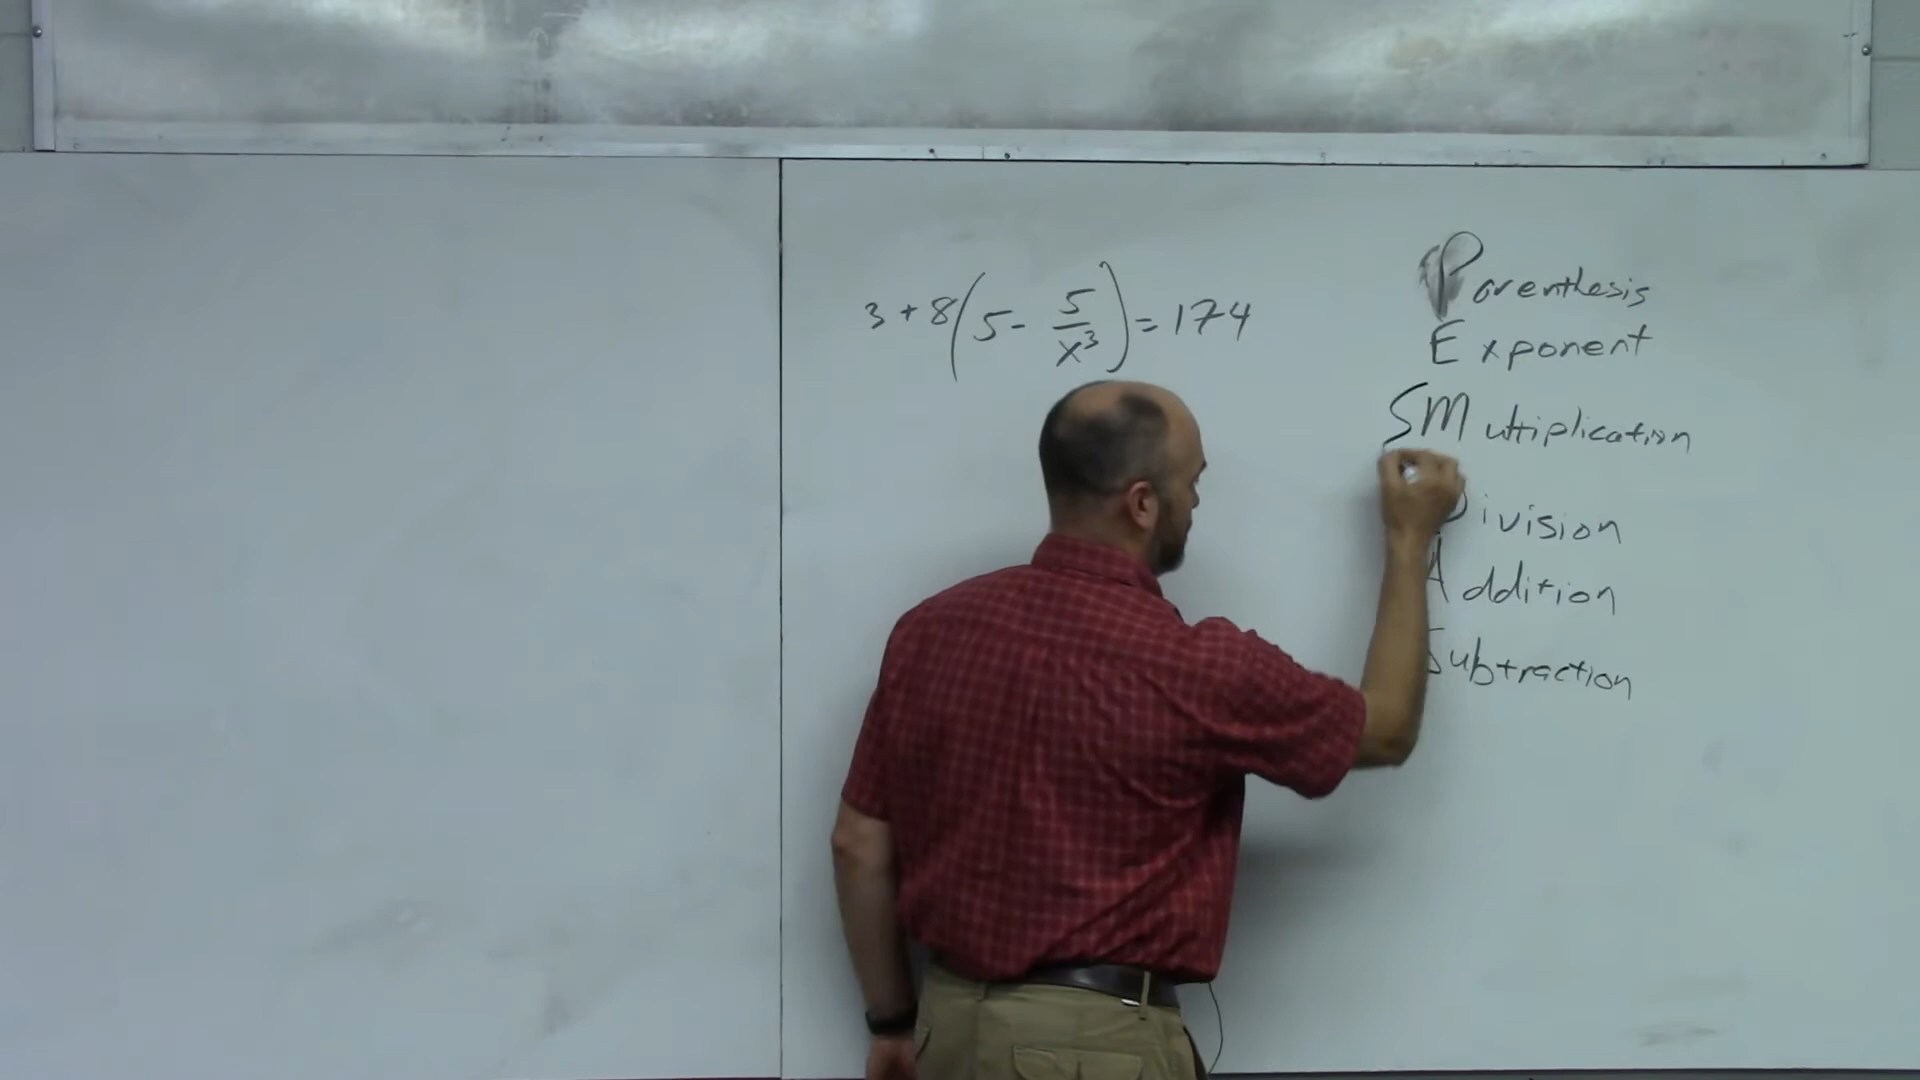 3 + 8(5 - 5/x³) = 174
Parenthesis
Exponent
Multiplication
Division
Addition
Subtraction